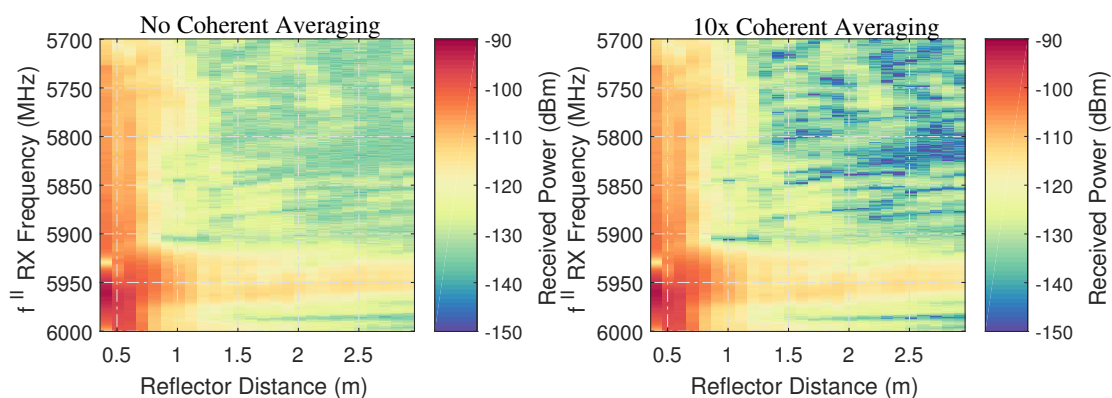 No Coherent Averaging
5700
5750
5800
5850
5900
5950
6000
f II RX Frequency (MHz)
0.5 1 1.5 2 2.5
Reflector Distance (m)
-90
-100
-110
-120
-130
-140
-150
Received Power (dBm)
10x Coherent Averaging
5700
5750
5800
5850
5900
5950
6000
f II RX Frequency (MHz)
0.5 1 1.5 2 2.5
Reflector Distance (m)
-90
-100
-110
-120
-130
-140
-150
Received Power (dBm)